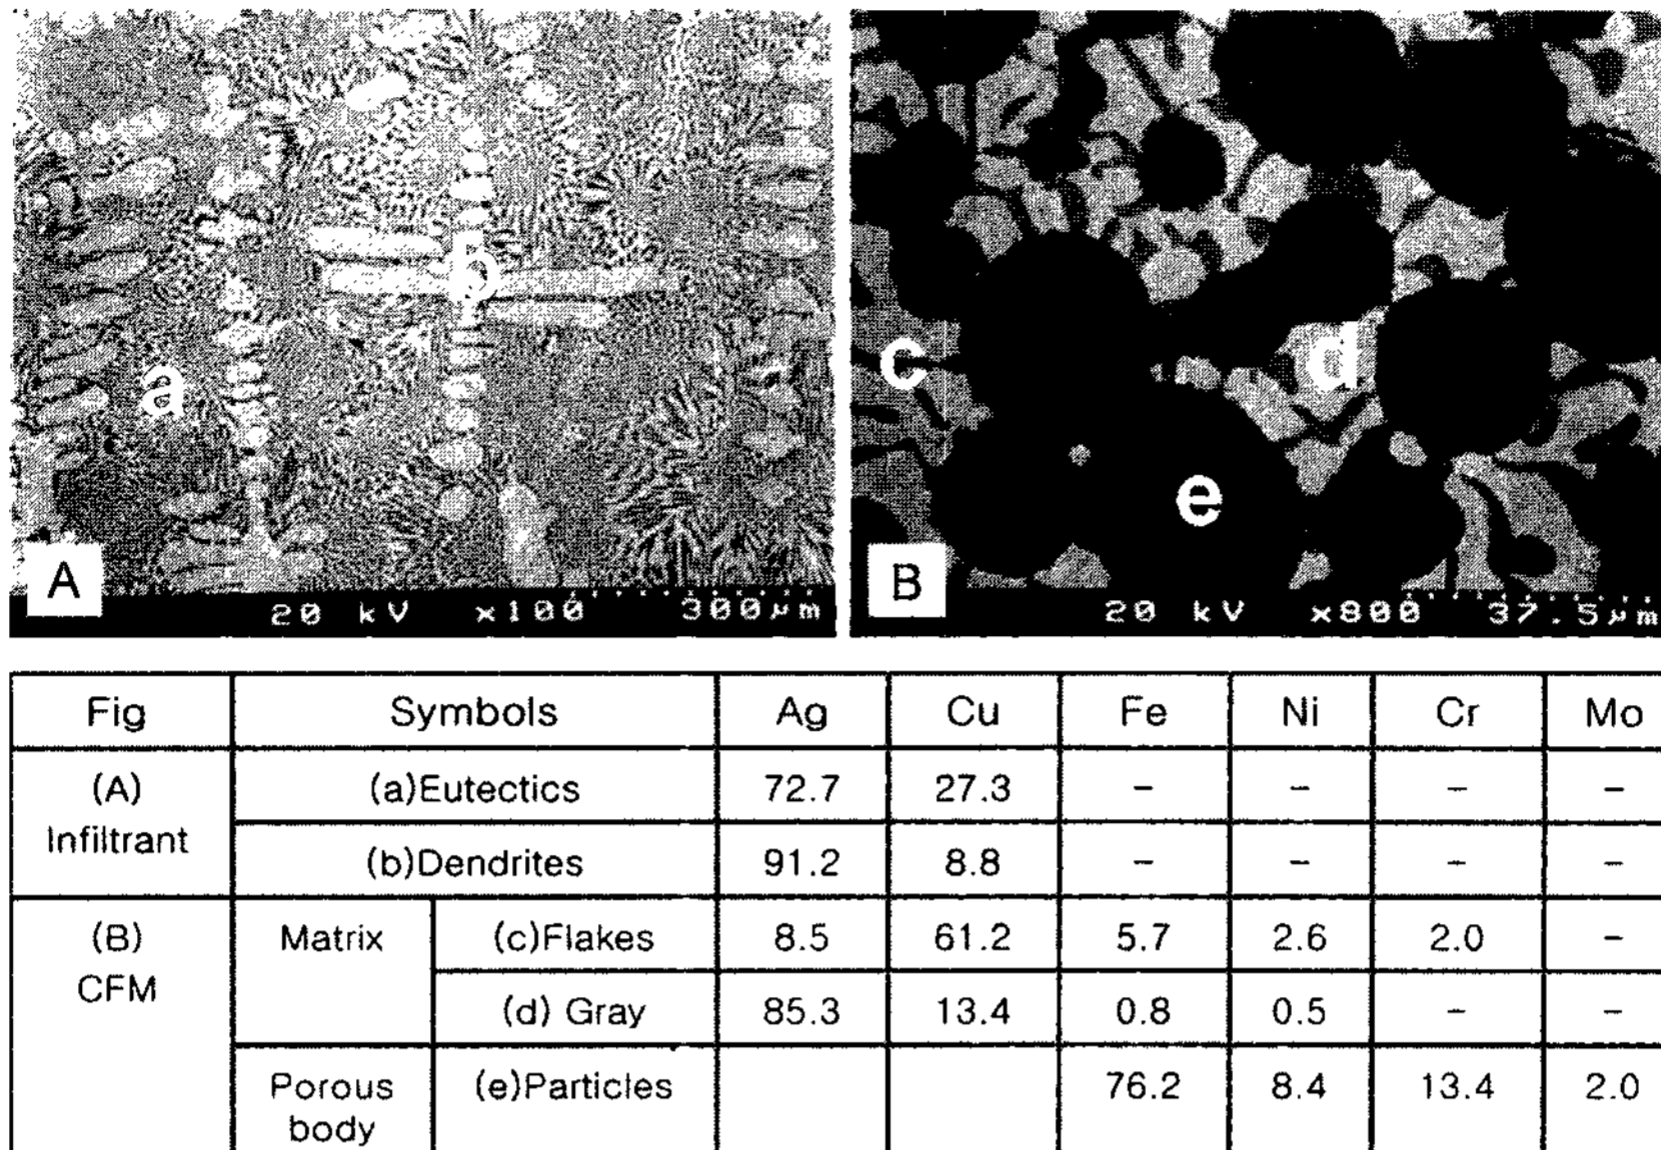 b
a
A
20 kV x100 300μm
c
d
e
B
20 kV x800 37.5μm
Fig Symbols Ag Cu Fe Ni Cr Mo
(A) Infiltrant (a)Eutectics 72.7 27.3 – – – –
(b)Dendrites 91.2 8.8 – – – –
(B) CFM Matrix (c)Flakes 8.5 61.2 5.7 2.6 2.0 –
(d) Gray 85.3 13.4 0.8 0.5 – –
Porous body (e)Particles 76.2 8.4 13.4 2.0